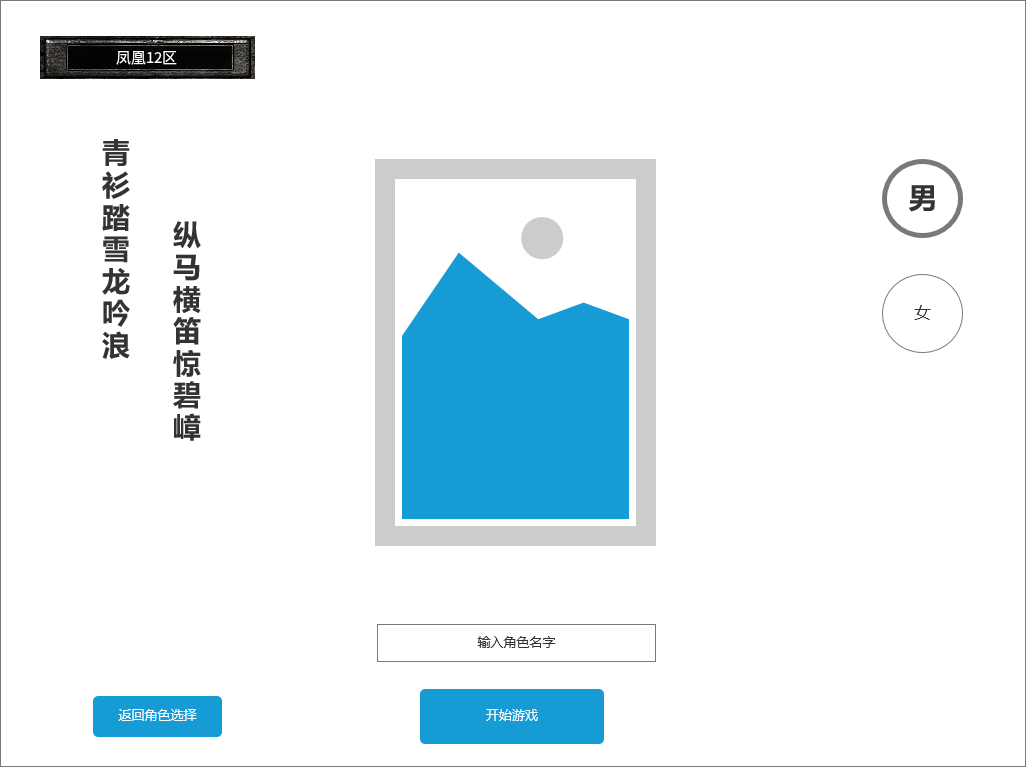 凤凰12区
青衫踏雪龙吟浪
纵马横笛惊碧嶂
男
女
输入角色名字
返回角色选择
开始游戏